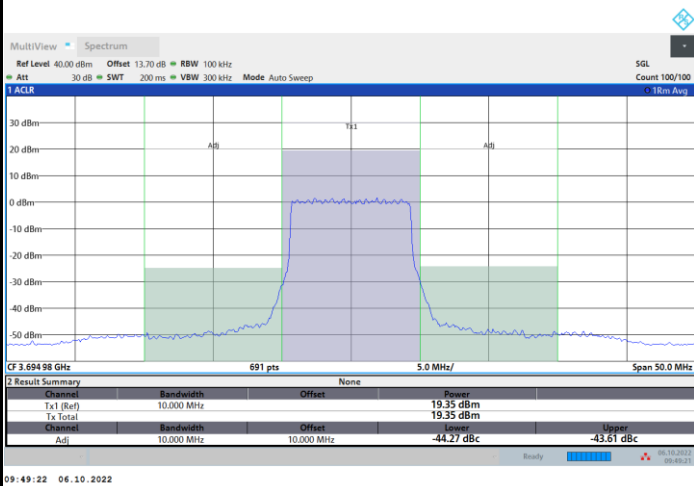 MultiView Spectrum
Ref Level 40.00 dBm Offset 13.70 dB RBW 100 kHz SGL
Att 30 dB SWT 200 ms VBW 300 kHz Mode Auto Sweep Count 100/100
1 ACLR 1Rm Avg
30 dBm
Tx1
Adj Adj
20 dBm
10 dBm
0 dBm
-10 dBm
-20 dBm
-30 dBm
-40 dBm
-50 dBm
CF 3.694 98 GHz 691 pts 5.0 MHz/ Span 50.0 MHz
2 Result Summary None
Channel Bandwidth Offset Power
Tx1 (Ref) 10.000 MHz 19.35 dBm
Tx Total 19.35 dBm
Channel Bandwidth Offset Lower Upper
Adj 10.000 MHz 10.000 MHz -44.27 dBc -43.61 dBc
Ready 06.10.2022
09:49:21
09:49:22 06.10.2022